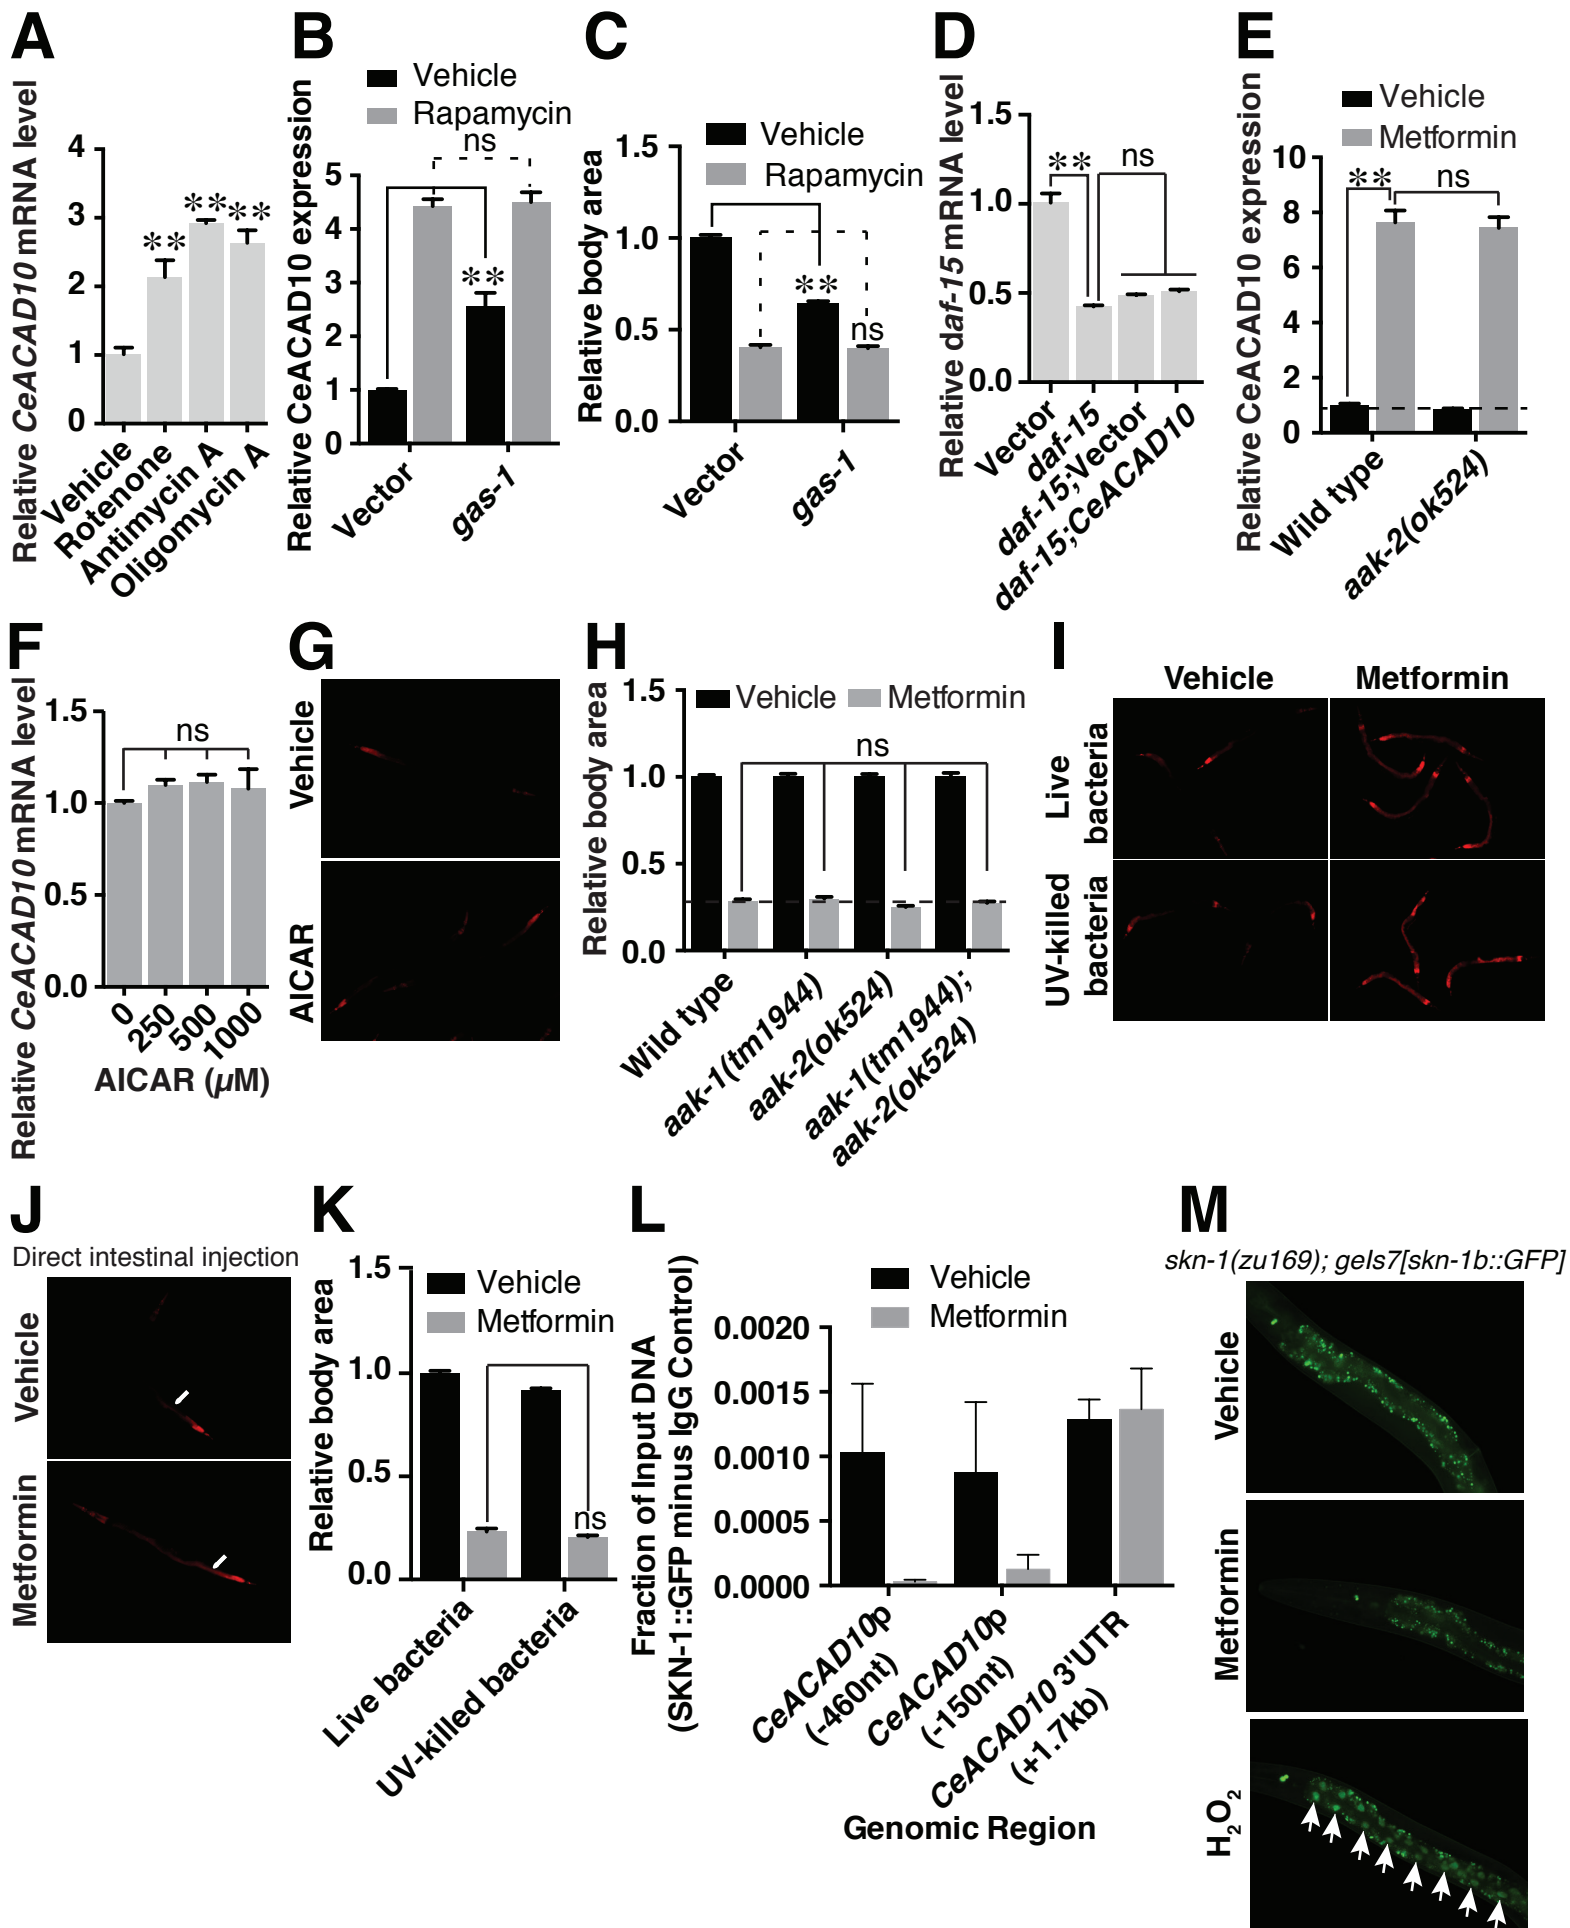 A
Relative CeACAD10 mRNA level
4
3
2
1
0
**
**
**
Vehicle
Rotenone
Antimycin A
Oligomycin A
B
Vehicle
Rapamycin
Relative CeACAD10 expression
5
4
3
2
1
0
ns
**
Vector
gas-1
C
Vehicle
Rapamycin
Relative body area
1.5
1.0
0.5
0.0
**
ns
Vector
gas-1
D
Relative daf-15 mRNA level
1.5
1.0
0.5
0.0
**
ns
Vector
daf-15
daf-15;Vector
daf-15;CeACAD10
E
Vehicle
Metformin
Relative CeACAD10 expression
10
8
6
4
2
0
**
ns
Wild type
aak-2(ok524)
F
Relative CeACAD10 mRNA level
1.5
1.0
0.5
0.0
ns
0
250
500
1000
AICAR (µM)
G
Vehicle
AICAR
H
Vehicle
Metformin
Relative body area
1.5
1.0
0.5
0.0
ns
Wild type
aak-1(tm1944)
aak-2(ok524)
aak-1(tm1944);
aak-2(ok524)
I
Vehicle
Metformin
Live
bacteria
UV-killed
bacteria
J
Direct intestinal injection
Vehicle
Metformin
K
Vehicle
Metformin
Relative body area
1.5
1.0
0.5
0.0
ns
Live bacteria
UV-killed bacteria
L
Vehicle
Metformin
Fraction of Input DNA
(SKN-1::GFP minus IgG Control)
0.0020
0.0015
0.0010
0.0005
0.0000
CeACAD10p
(-460nt)
CeACAD10p
(-150nt)
CeACAD10 3'UTR
(+1.7kb)
Genomic Region
M
skn-1(zu169); geIs7[skn-1b::GFP]
Vehicle
Metformin
H2O2